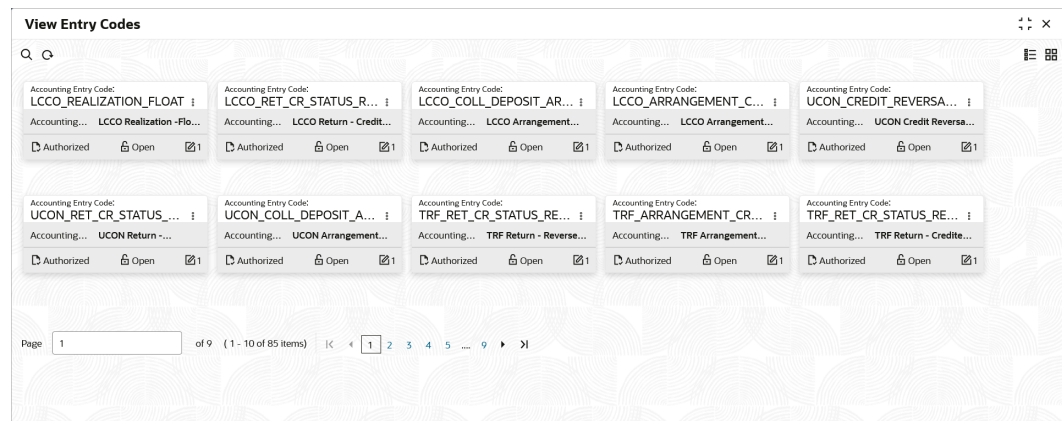 View Entry Codes
Accounting Entry Code:
LCCO_REALIZATION_FLOAT
Accounting... LCCO Realization -Flo...
Authorized Open 1
Accounting Entry Code:
LCCO_RET_CR_STATUS_R...
Accounting... LCCO Return - Credit...
Authorized Open 1
Accounting Entry Code:
LCCO_COLL_DEPOSIT_AR...
Accounting... LCCO Arrangement...
Authorized Open 1
Accounting Entry Code:
LCCO_ARRANGEMENT_C...
Accounting... LCCO Arrangement...
Authorized Open 1
Accounting Entry Code:
UCON_CREDIT_REVERSA...
Accounting... UCON Credit Reversa...
Authorized Open 1
Accounting Entry Code:
UCON_RET_CR_STATUS_...
Accounting... UCON Return -...
Authorized Open 1
Accounting Entry Code:
UCON_COLL_DEPOSIT_A...
Accounting... UCON Arrangement...
Authorized Open 1
Accounting Entry Code:
TRF_RET_CR_STATUS_RE...
Accounting... TRF Return - Reverse...
Authorized Open 1
Accounting Entry Code:
TRF_ARRANGEMENT_CR...
Accounting... TRF Arrangement...
Authorized Open 1
Accounting Entry Code:
TRF_RET_CR_STATUS_RE...
Accounting... TRF Return - Credite...
Authorized Open 1
Page 1 of 9 ( 1 - 10 of 85 items) 1 2 3 4 5 .... 9